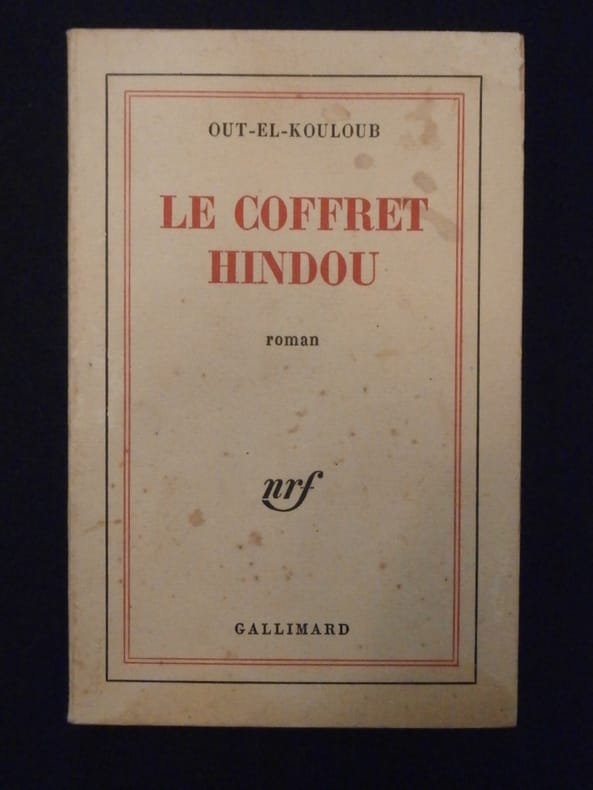 OUT-EL-KOULOUB
LE COFFRET
HINDOU
roman
nrf
GALLIMARD